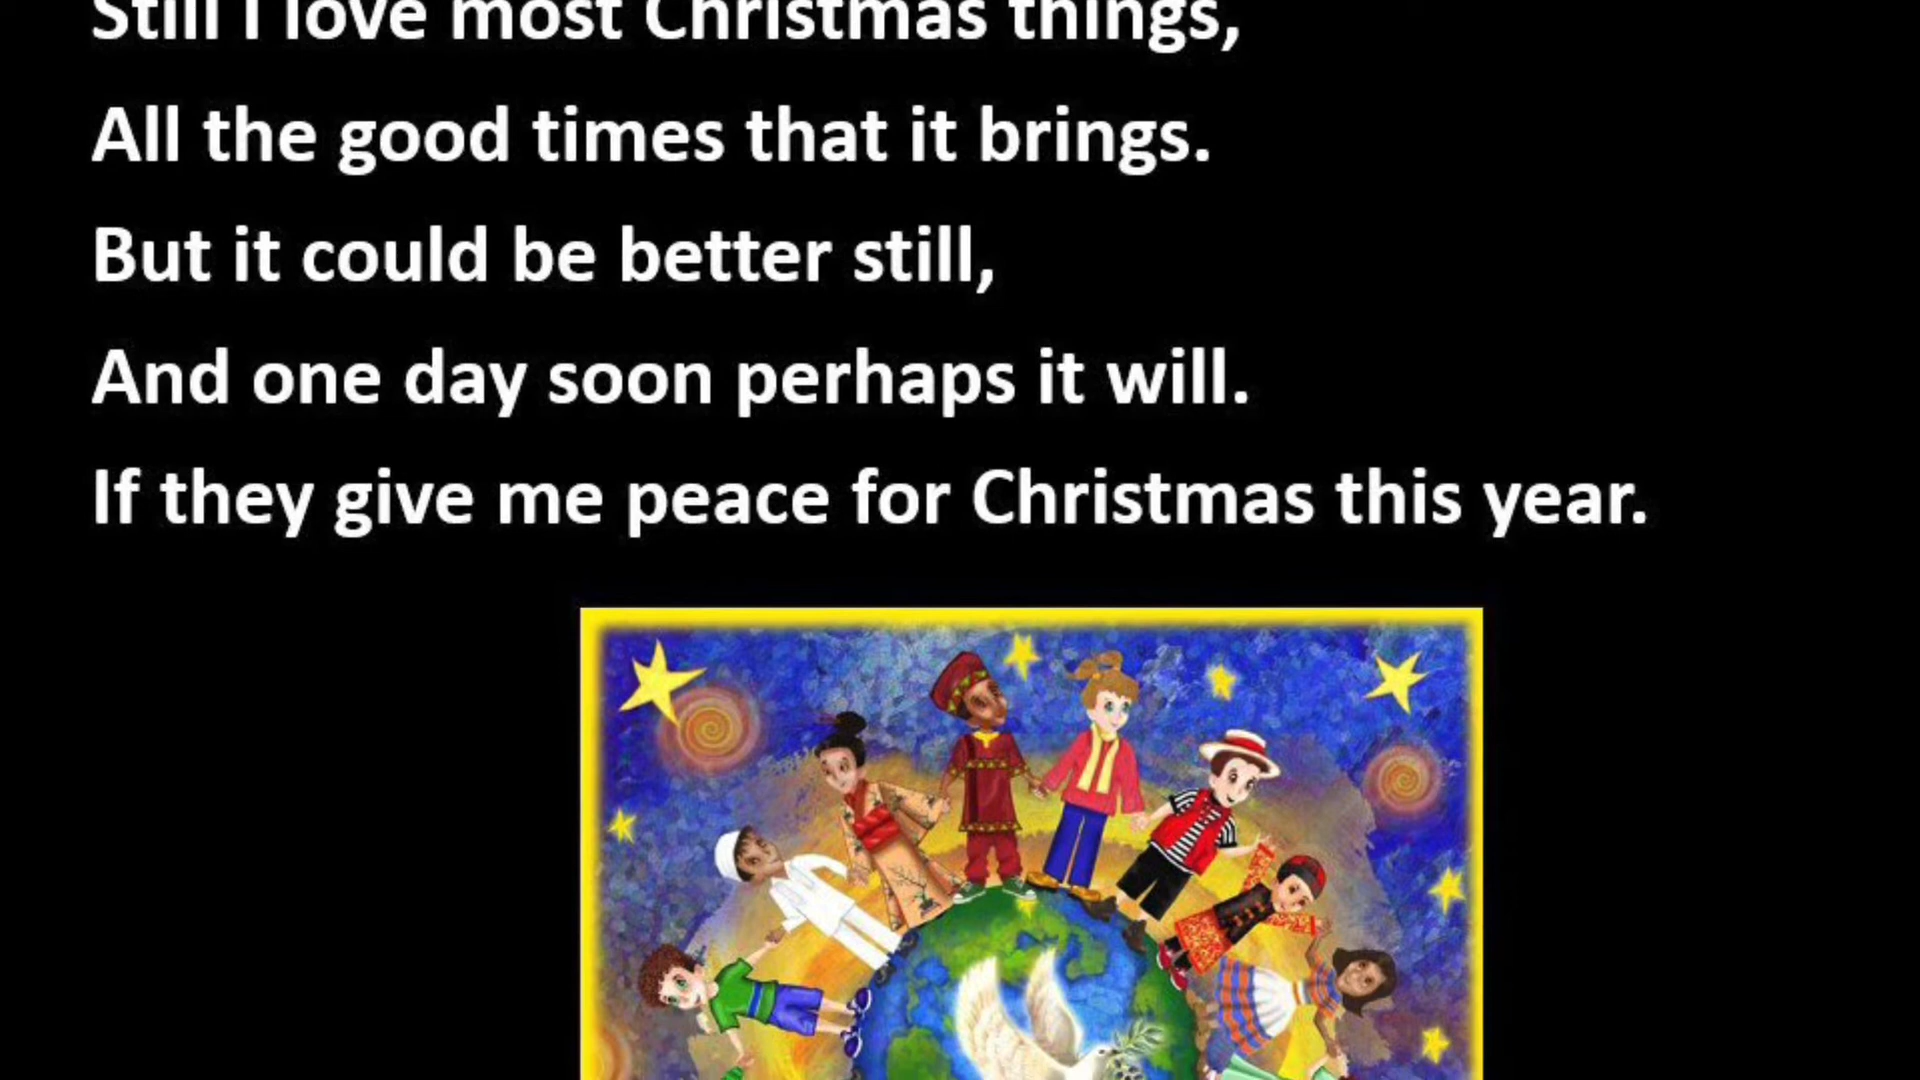 Still I love most Christmas things,
All the good times that it brings.
But it could be better still,
And one day soon perhaps it will.
If they give me peace for Christmas this year.